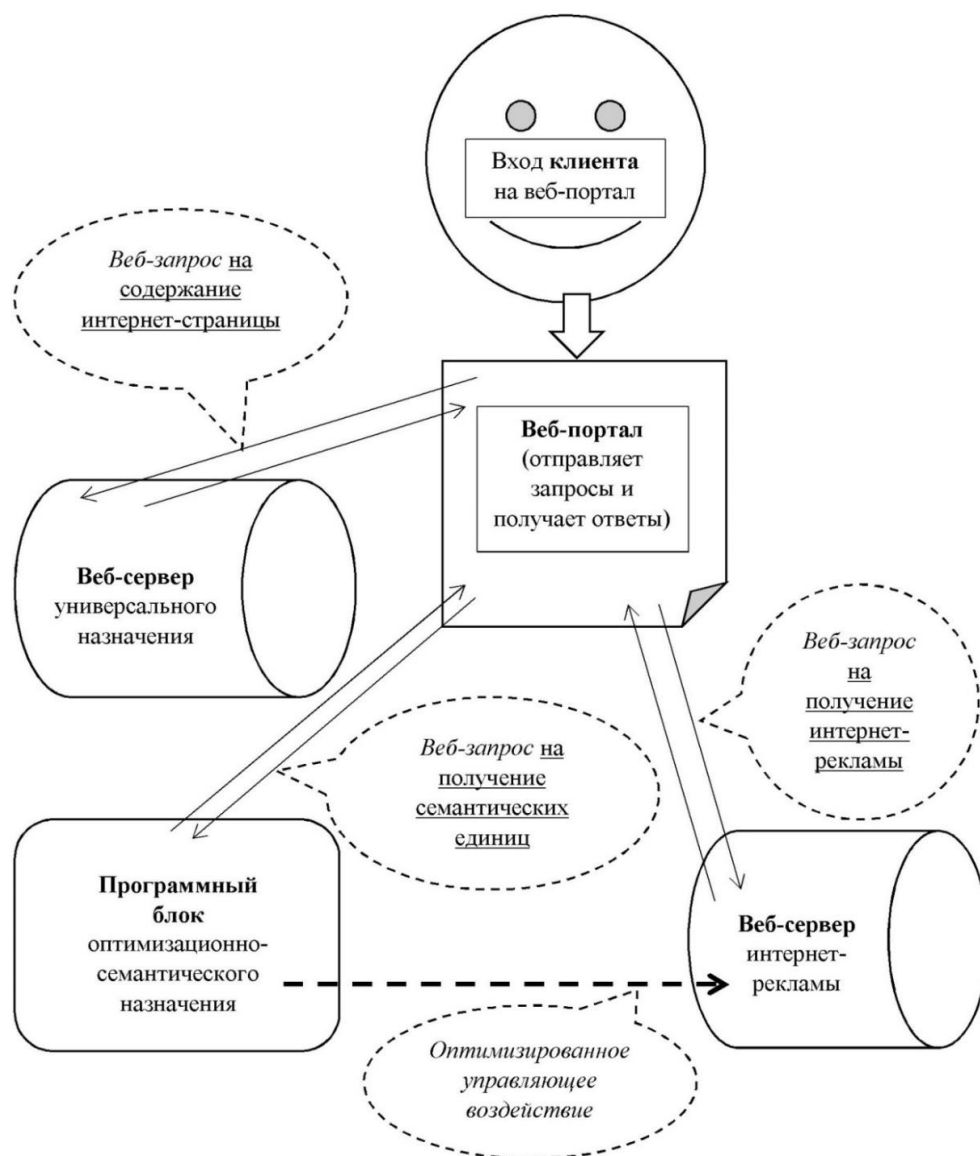 Вход клиента
на веб-портал
Веб-запрос на
содержание
интернет-страницы
Веб-портал
(отправляет
запросы и
получает ответы)
Веб-сервер
универсального
назначения
Веб-запрос
на
получение
интернет-
рекламы
Веб-запрос на
получение
семантических
единиц
Программный
блок
оптимизационно-
семантического
назначения
Веб-сервер
интернет-
рекламы
Оптимизированное
управляющее
воздействие